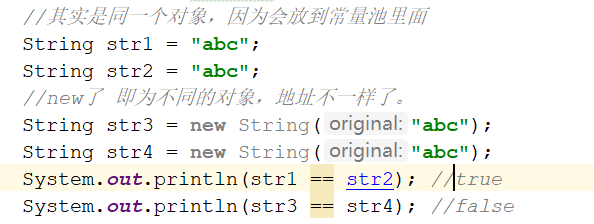 //其实是同一个对象，因为会放到常量池里面
String str1 = "abc";
String str2 = "abc";
//new了 即为不同的对象，地址不一样了。
String str3 = new String( original: "abc");
String str4 = new String( original: "abc");
System.out.println(str1 == str2); //true
System.out.println(str3 == str4); //false